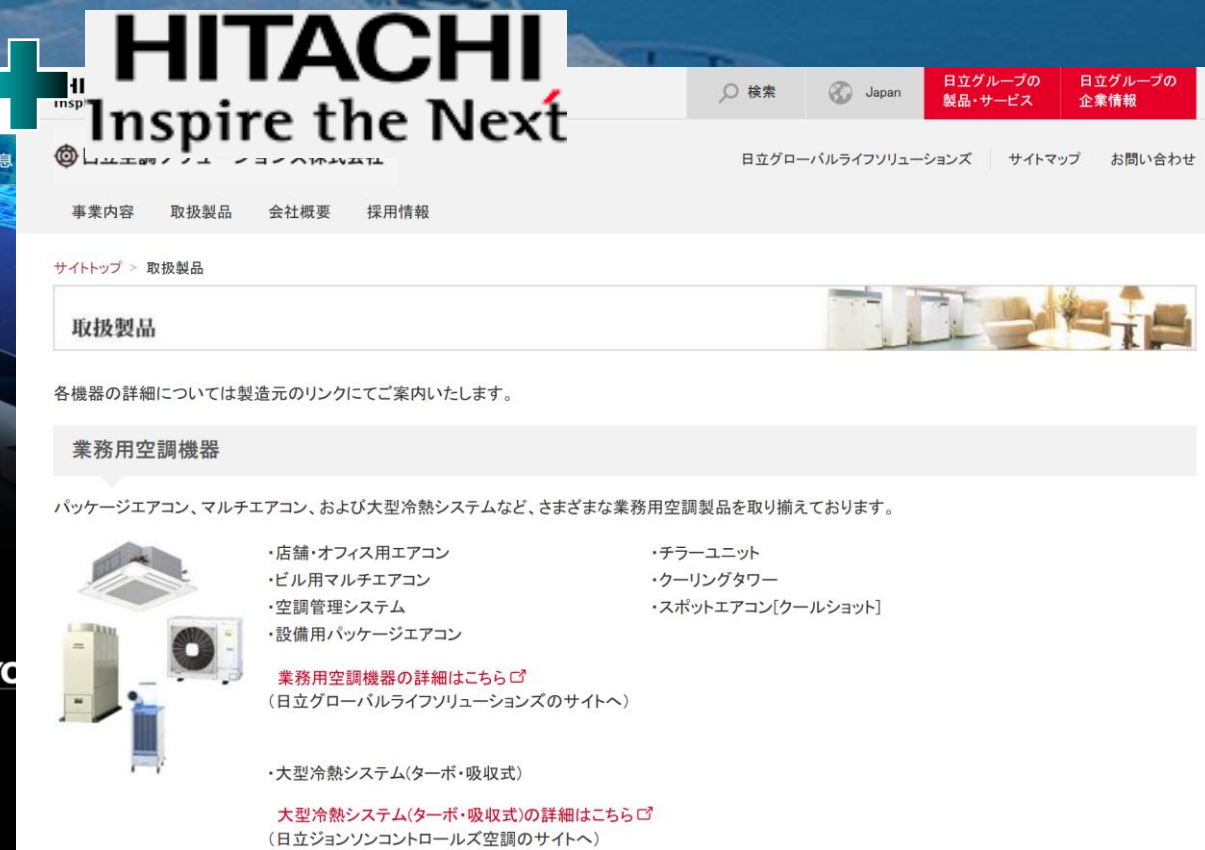 HITACHI
Inspire the Next
検索
Japan
日立グループの
製品・サービス
日立グループの
企業情報
日立グローバルライフソリューションズ
サイトマップ
お問い合わせ
事業内容
取扱製品
会社概要
採用情報
サイトトップ > 取扱製品
取扱製品
各機器の詳細については製造元のリンクにてご案内いたします。
業務用空調機器
パッケージエアコン、マルチエアコン、および大型冷熱システムなど、さまざまな業務用空調製品を取り揃えております。
・店舗・オフィス用エアコン
・ビル用マルチエアコン
・空調管理システム
・設備用パッケージエアコン
・チラーユニット
・クーリングタワー
・スポットエアコン[クールショット]
業務用空調機器の詳細はこちら
(日立グローバルライフソリューションズのサイトへ)
・大型冷熱システム(ターボ・吸収式)
大型冷熱システム(ターボ・吸収式)の詳細はこちら
(日立ジョンソンコントロールズ空調のサイトへ)